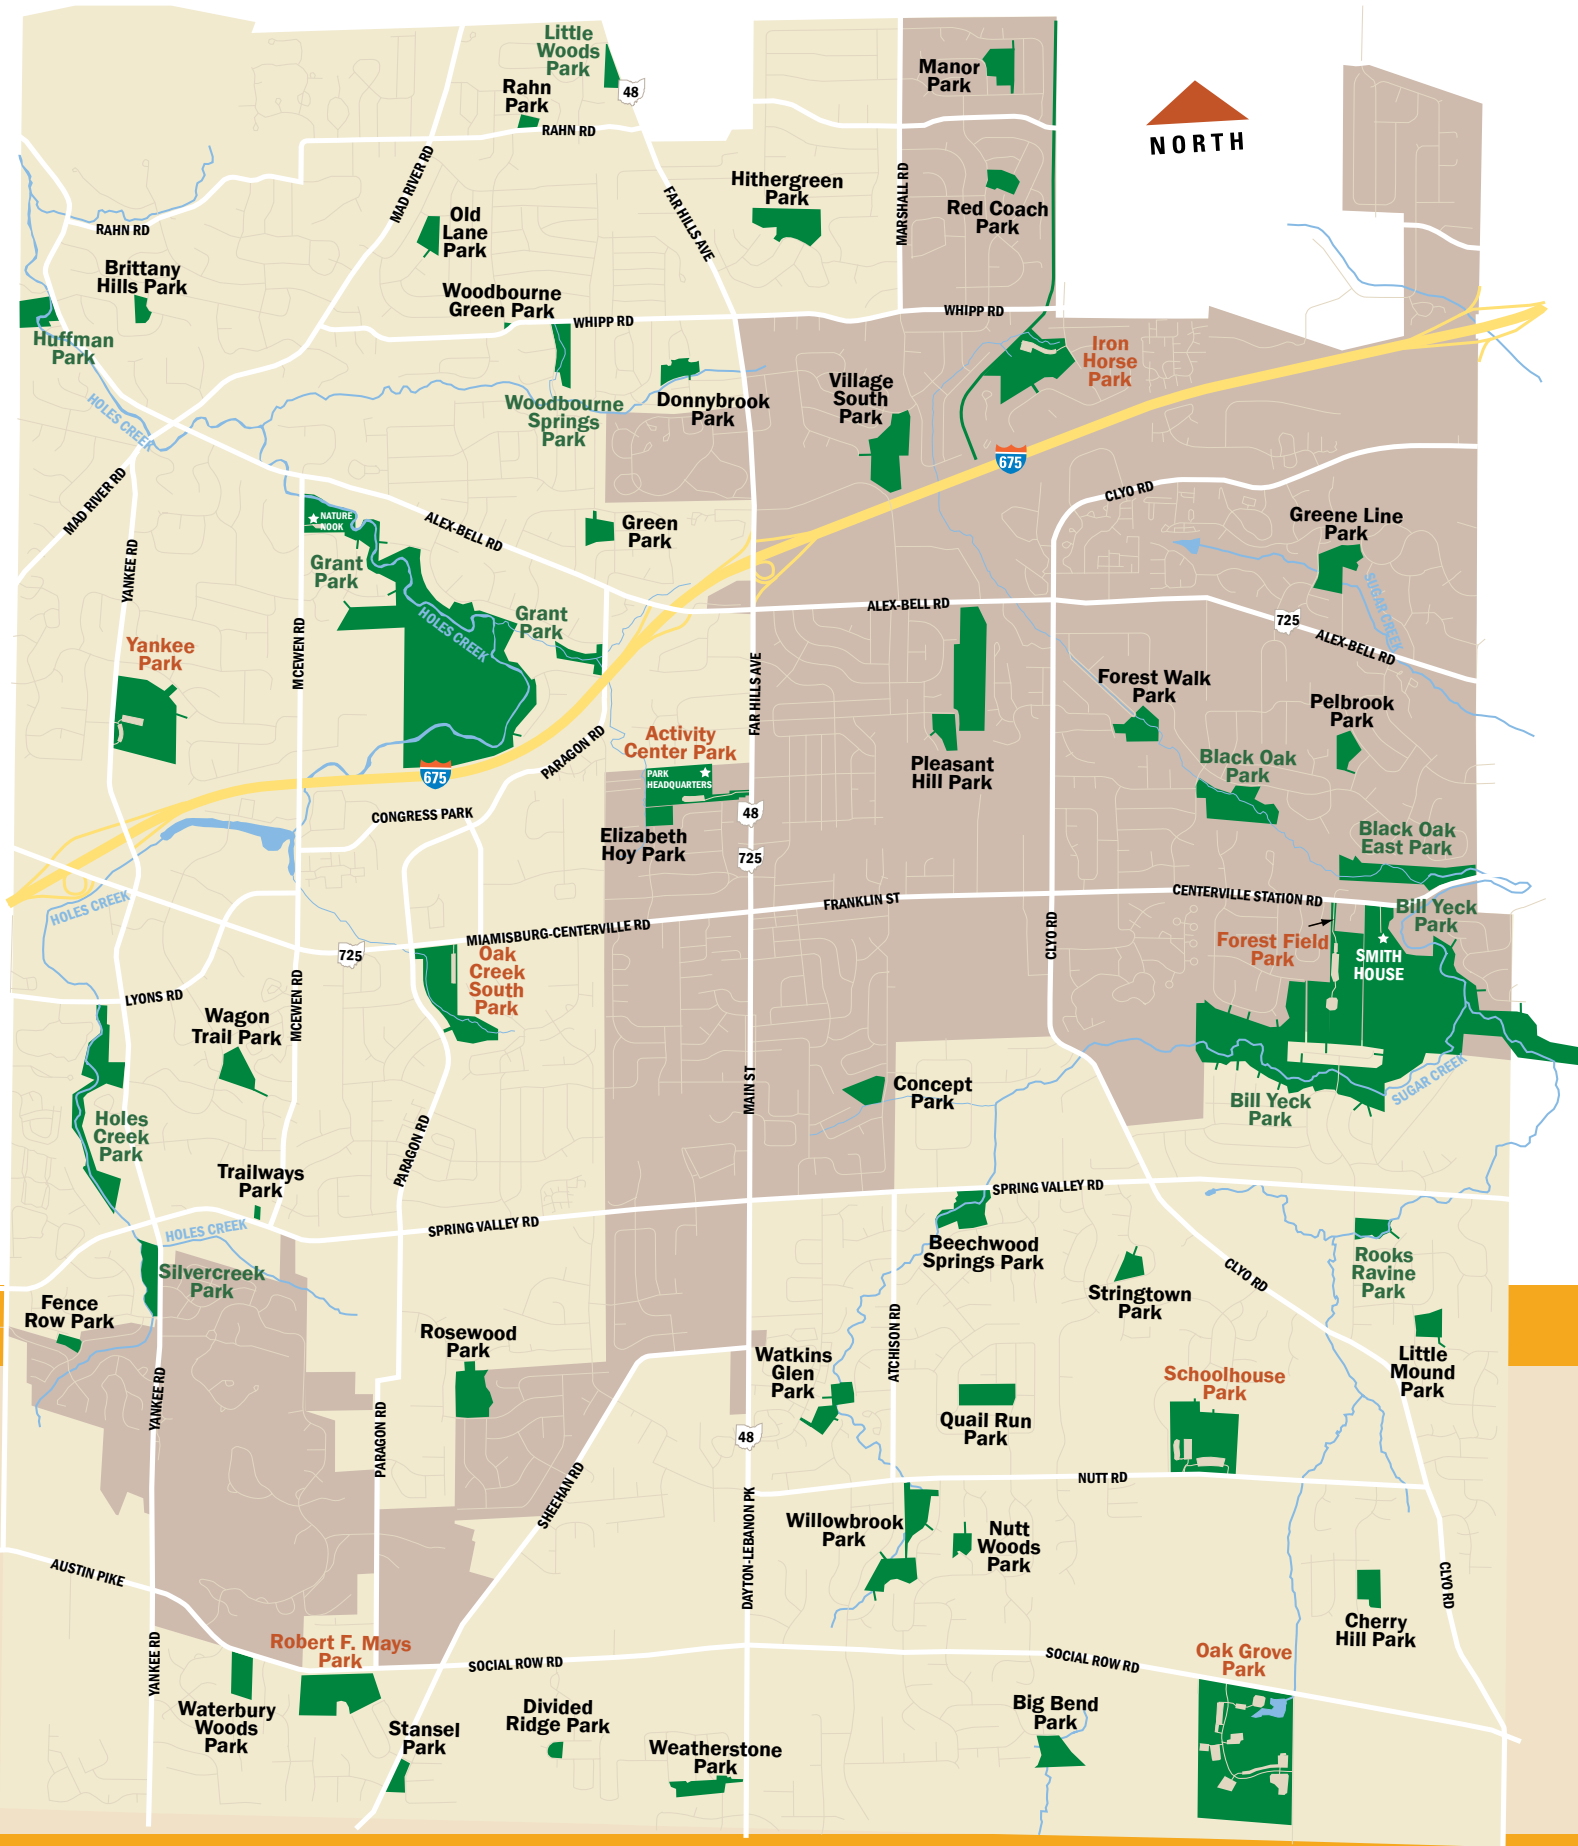 Little
Woods
Park
Rahn
Park
48
RAHN RD
Manor
Park
NORTH
MAD RIVER RD
Hithergreen
Park
MARSHALL RD
FAR HILLS AVE
Red Coach
Park
Old
Lane
Park
RAHN RD
Brittany
Hills Park
Woodbourne
Green Park
WHIPP RD
WHIPP RD
Huffman
Park
Iron
Horse
Park
Village
South
Park
HOLES CREEK
Woodbourne
Springs
Park
Donnybrook
Park
675
MAD RIVER RD
CLYO RD
NATURE
NOOK
ALEX-BELL RD
Green
Park
Greene Line
Park
YANKEE RD
Grant
Park
Grant
Park
HOLES CREEK
ALEX-BELL RD
SUGAR CREEK
725
ALEX-BELL RD
MCEWEN RD
Yankee
Park
FAR HILLS AVE
Forest Walk
Park
Pelbrook
Park
Activity
Center Park
PARAGON RD
PARK
HEADQUARTERS
Pleasant
Hill Park
Black Oak
Park
675
CONGRESS PARK
48
Elizabeth
Hoy Park
725
Black Oak
East Park
HOLES CREEK
FRANKLIN ST
CENTERVILLE STATION RD
Bill Yeck
Park
MIAMISBURG-CENTERVILLE RD
725
CLYO RD
Forest Field
Park
SMITH
HOUSE
Oak
Creek
South
Park
LYONS RD
MCEWEN RD
Wagon
Trail Park
MAIN ST
Concept
Park
SUGAR CREEK
Bill Yeck
Park
Holes
Creek
Park
PARAGON RD
Trailways
Park
SPRING VALLEY RD
SPRING VALLEY RD
HOLES CREEK
Beechwood
Springs Park
Silvercreek
Park
Stringtown
Park
CLYO RD
Rooks
Ravine
Park
Fence
Row Park
Rosewood
Park
ATCHISON RD
Watkins
Glen
Park
Little
Mound
Park
YANKEE RD
PARAGON RD
Schoolhouse
Park
Quail Run
Park
48
NUTT RD
SHEEHAN RD
DAYTON-LEBANON PK
Willowbrook
Park
Nutt
Woods
Park
AUSTIN PIKE
CLYO RD
Cherry
Hill Park
YANKEE RD
Robert F. Mays
Park
SOCIAL ROW RD
SOCIAL ROW RD
Oak Grove
Park
Waterbury
Woods
Park
Stansel
Park
Divided
Ridge Park
Big Bend
Park
Weatherstone
Park